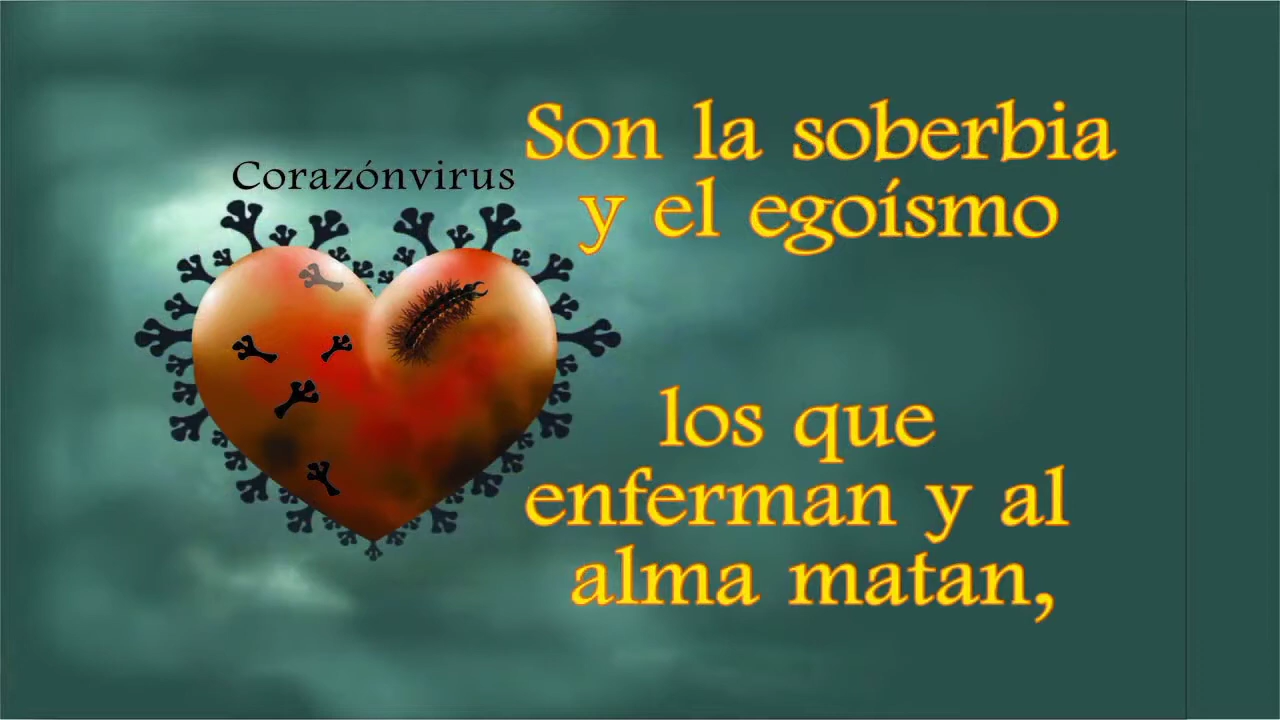 Corazónvirus
Son la soberbia
y el egoísmo
los que
enferman y al
alma matan,